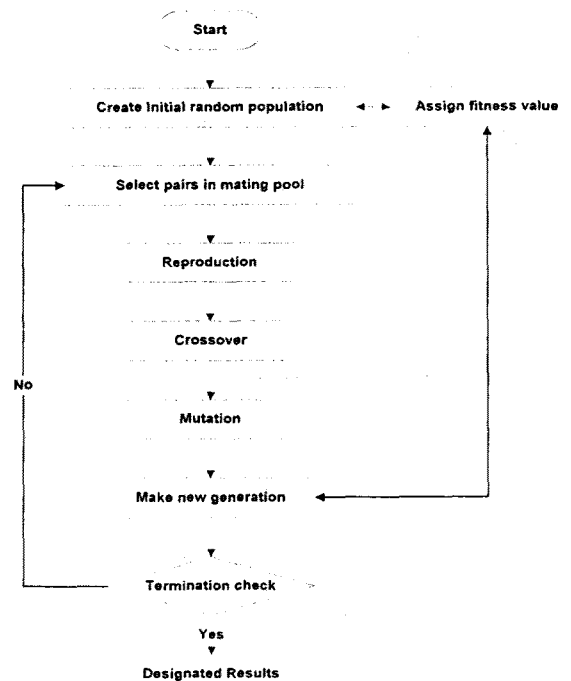 Start
Create Initial random population
Assign fitness value
Select pairs in mating pool
Reproduction
Crossover
No
Mutation
Make new generation
Termination check
Yes
Designated Results